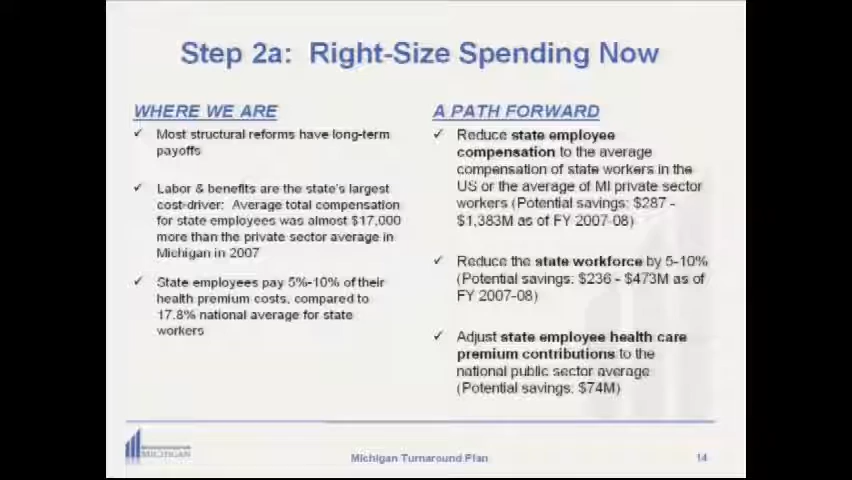 Step 2a: Right-Size Spending Now
WHERE WE ARE
✓ Most structural reforms have long-term
payoffs
✓ Labor & benefits are the state's largest
cost-driver: Average total compensation
for state employees was almost $17,000
more than the private sector average in
Michigan in 2007
✓ State employees pay 5%-10% of their
health premium costs, compared to
17.8% national average for state
workers
A PATH FORWARD
✓ Reduce state employee
compensation to the average
compensation of state workers in the
US or the average of MI private sector
workers (Potential savings: $287 -
$1,383M as of FY 2007-08)
✓ Reduce the state workforce by 5-10%
(Potential savings: $236 - $473M as of
FY 2007-08)
✓ Adjust state employee health care
premium contributions to the
national public sector average
(Potential savings: $74M)
MICHIGAN
Michigan Turnaround Plan
14